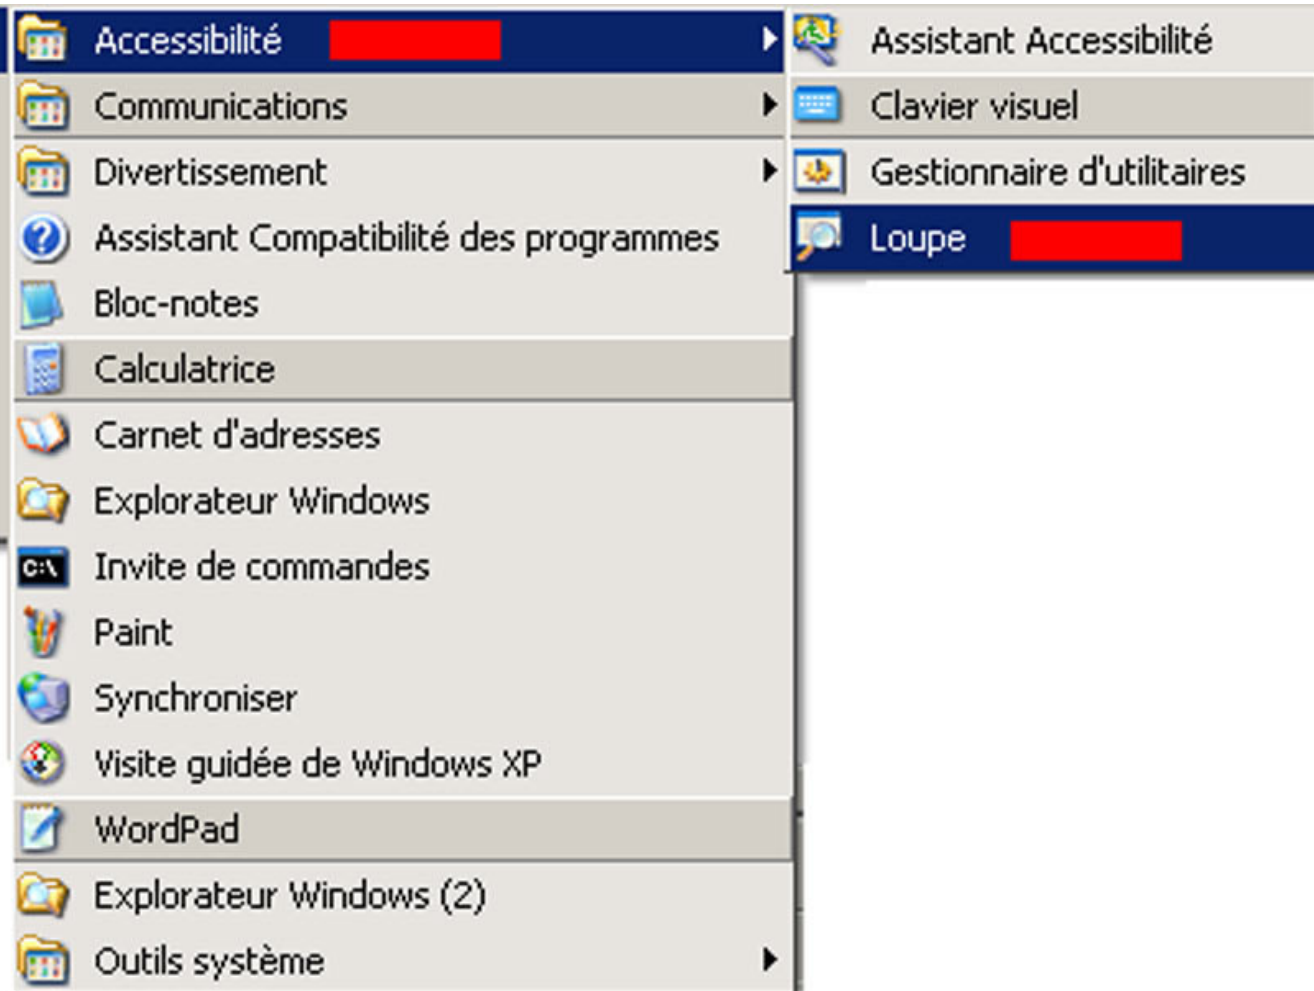 Accessibilité
Communications
Divertissement
Assistant Compatibilité des programmes
Bloc-notes
Calculatrice
Carnet d'adresses
Explorateur Windows
C:\
Invite de commandes
Paint
Synchroniser
Visite guidée de Windows XP
WordPad
Explorateur Windows (2)
Outils système
Assistant Accessibilité
Clavier visuel
Gestionnaire d'utilitaires
Loupe